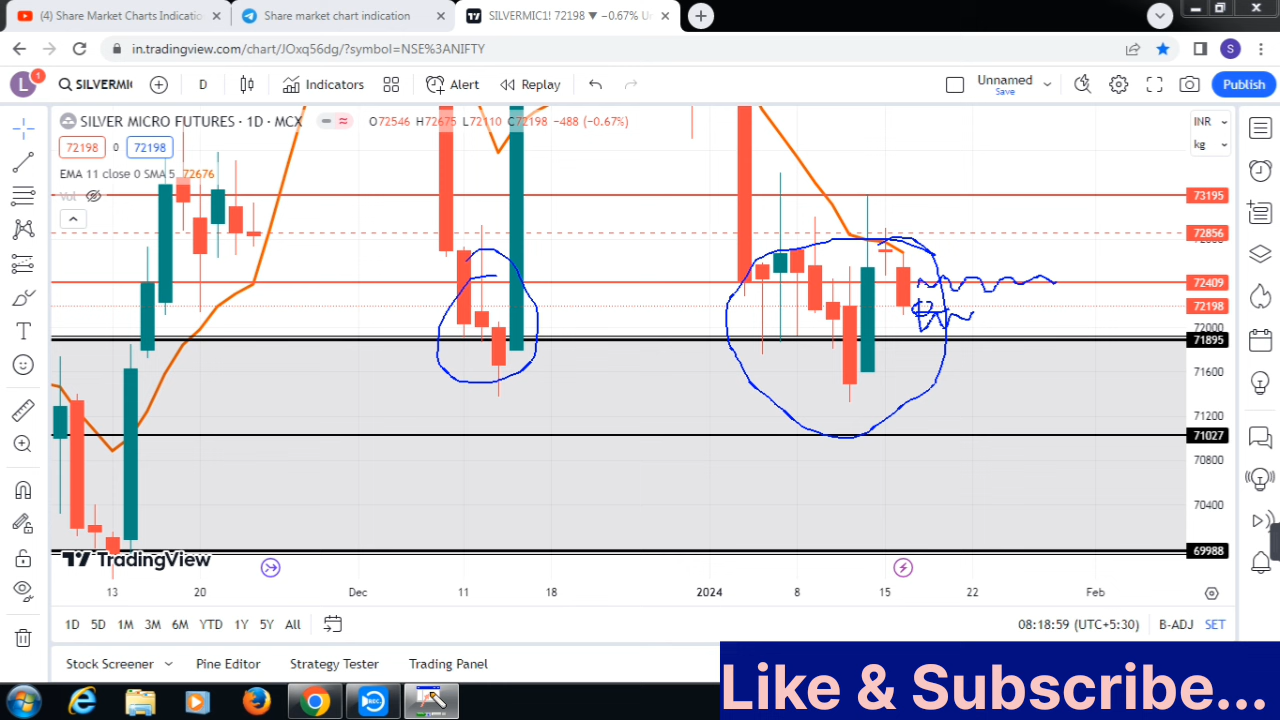 (4) Share Market Charts Indicatio
Share market chart indication
SILVERMIC1! 72198 ▼ −0.67% U
in.tradingview.com/chart/JOxq56dg/?symbol=NSE%3ANIFTY
S
L
1
SILVERMI
D
Indicators
Alert
Replay
Unnamed
Save
Publish
SILVER MICRO FUTURES · 1D · MCX
O72546 H72675 L72110 C72198 −488 (−0.67%)
INR
kg
72198
0
72198
EMA 11 close 0 SMA 5 72676
Vol
73195
72856
72409
72198
72000
71895
71600
71200
71027
70800
70400
69988
TradingView
13
20
Dec
11
18
2024
8
15
22
Feb
1D
5D
1M
3M
6M
YTD
1Y
5Y
All
08:18:59 (UTC+5:30)
B-ADJ
SET
Stock Screener
Pine Editor
Strategy Tester
Trading Panel
Like & Subscribe...